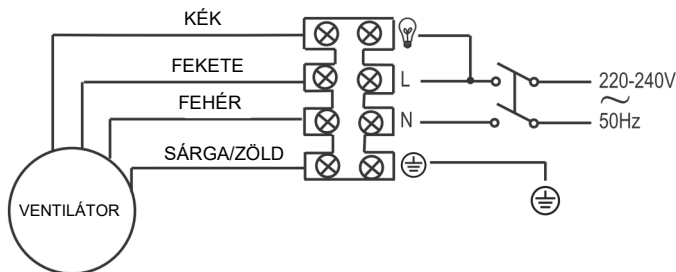 KÉK
FEKETE
L
220-240V
FEHÉR
N
50Hz
SÁRGA/ZÖLD
VENTILÁTOR